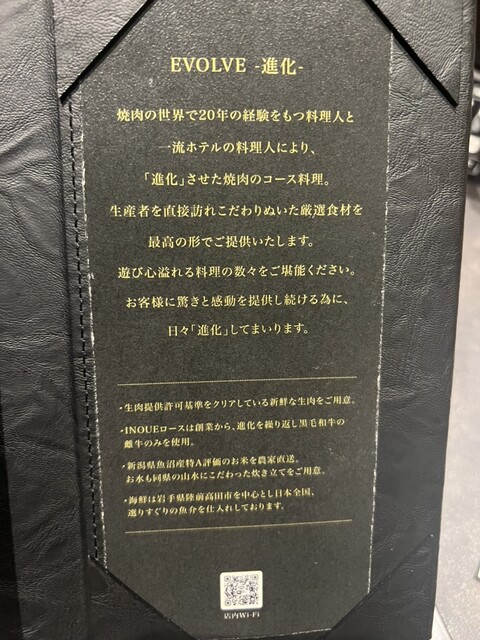 EVOLVE -進化-
焼肉の世界で20年の経験をもつ料理人と
一流ホテルの料理人により、
「進化」させた焼肉のコース料理。
生産者を直接訪れこだわりぬいた厳選食材を
最高の形でご提供いたします。
遊び心溢れる料理の数々をご堪能ください。
お客様に驚きと感動を提供し続ける為に、
日々「進化」してまいります。
・生肉提供許可基準をクリアしている新鮮な生肉をご用意。
・INOUEロースは創業から、進化を繰り返し黒毛和牛の
雌牛のみを使用。
・新潟県魚沼産特A評価のお米を農家直送。
お水も同県の山水にこだわった炊き立てをご用意。
・海鮮は岩手県陸前高田市を中心とし日本全国、
選りすぐりの魚介を仕入れしております。
店内Wi-Fi